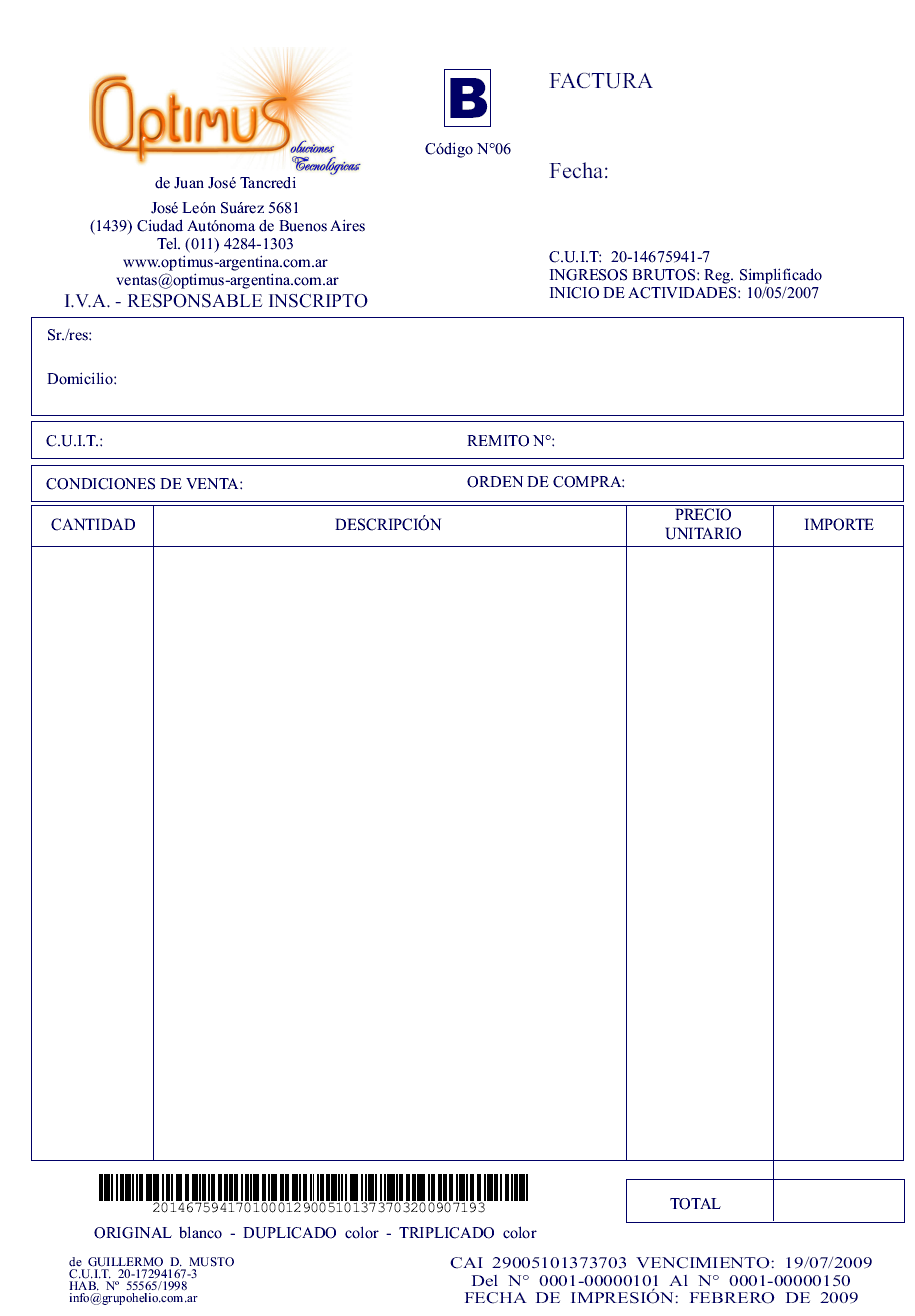 Optimus
Soluciones
Tecnológicas
de Juan José Tancredi
José León Suárez 5681
(1439) Ciudad Autónoma de Buenos Aires
Tel. (011) 4284-1303
www.optimus-argentina.com.ar
ventas@optimus-argentina.com.ar
I.V.A. - RESPONSABLE INSCRIPTO
B
Código N°06
FACTURA
Fecha:
C.U.I.T: 20-14675941-7
INGRESOS BRUTOS: Reg. Simplificado
INICIO DE ACTIVIDADES: 10/05/2007
Sr./res:
Domicilio:
C.U.I.T.: REMITO N°:
CONDICIONES DE VENTA: ORDEN DE COMPRA:
CANTIDAD DESCRIPCIÓN PRECIO UNITARIO IMPORTE
2014675941701000129005101373703200907193
TOTAL
ORIGINAL blanco - DUPLICADO color - TRIPLICADO color
de GUILLERMO D. MUSTO
C.U.I.T. 20-17294167-3
HAB. Nº 55565/1998
info@grupohelio.com.ar
CAI 29005101373703 VENCIMIENTO: 19/07/2009
Del N° 0001-00000101 Al N° 0001-00000150
FECHA DE IMPRESIÓN: FEBRERO DE 2009